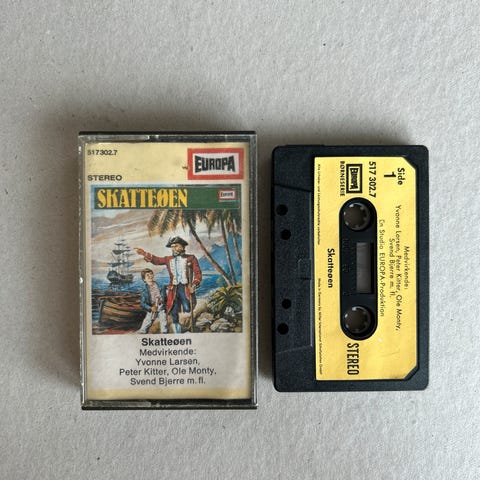 517302.7
EUROPA
STEREO
SKATTEØEN
EUROPA
Skatteøen
Medvirkende:
Yvonne Larsen,
Peter Kitter, Ole Monty,
Svend Bjerre m. fl.
Side
1
517 302.7
EUROPA
BØRNESERIE
Medvirkende:
Yvonne Larsen, Peter Kitter, Ole Monty,
Svend Bjerre m. fl.
En Studio EUROPA-Produktion
Skatteøen
STEREO